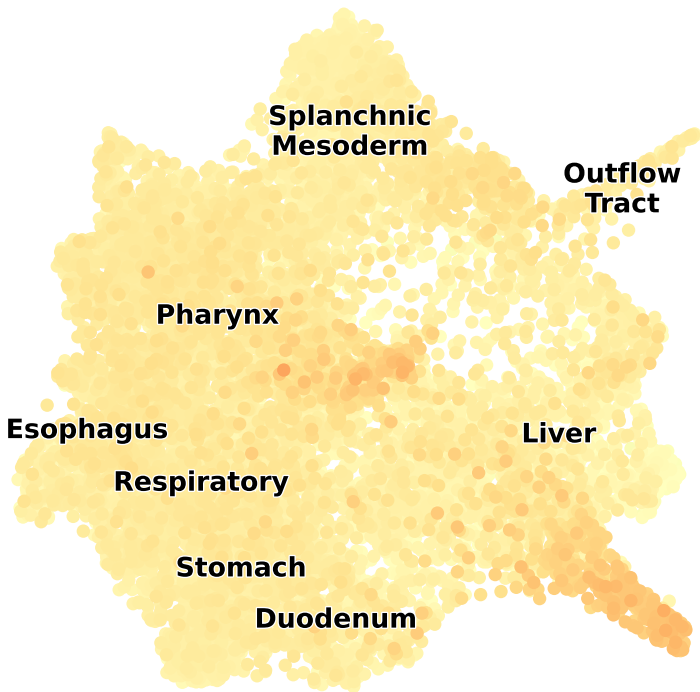 Splanchnic
Mesoderm
Outflow
Tract
Pharynx
Esophagus
Liver
Respiratory
Stomach
Duodenum